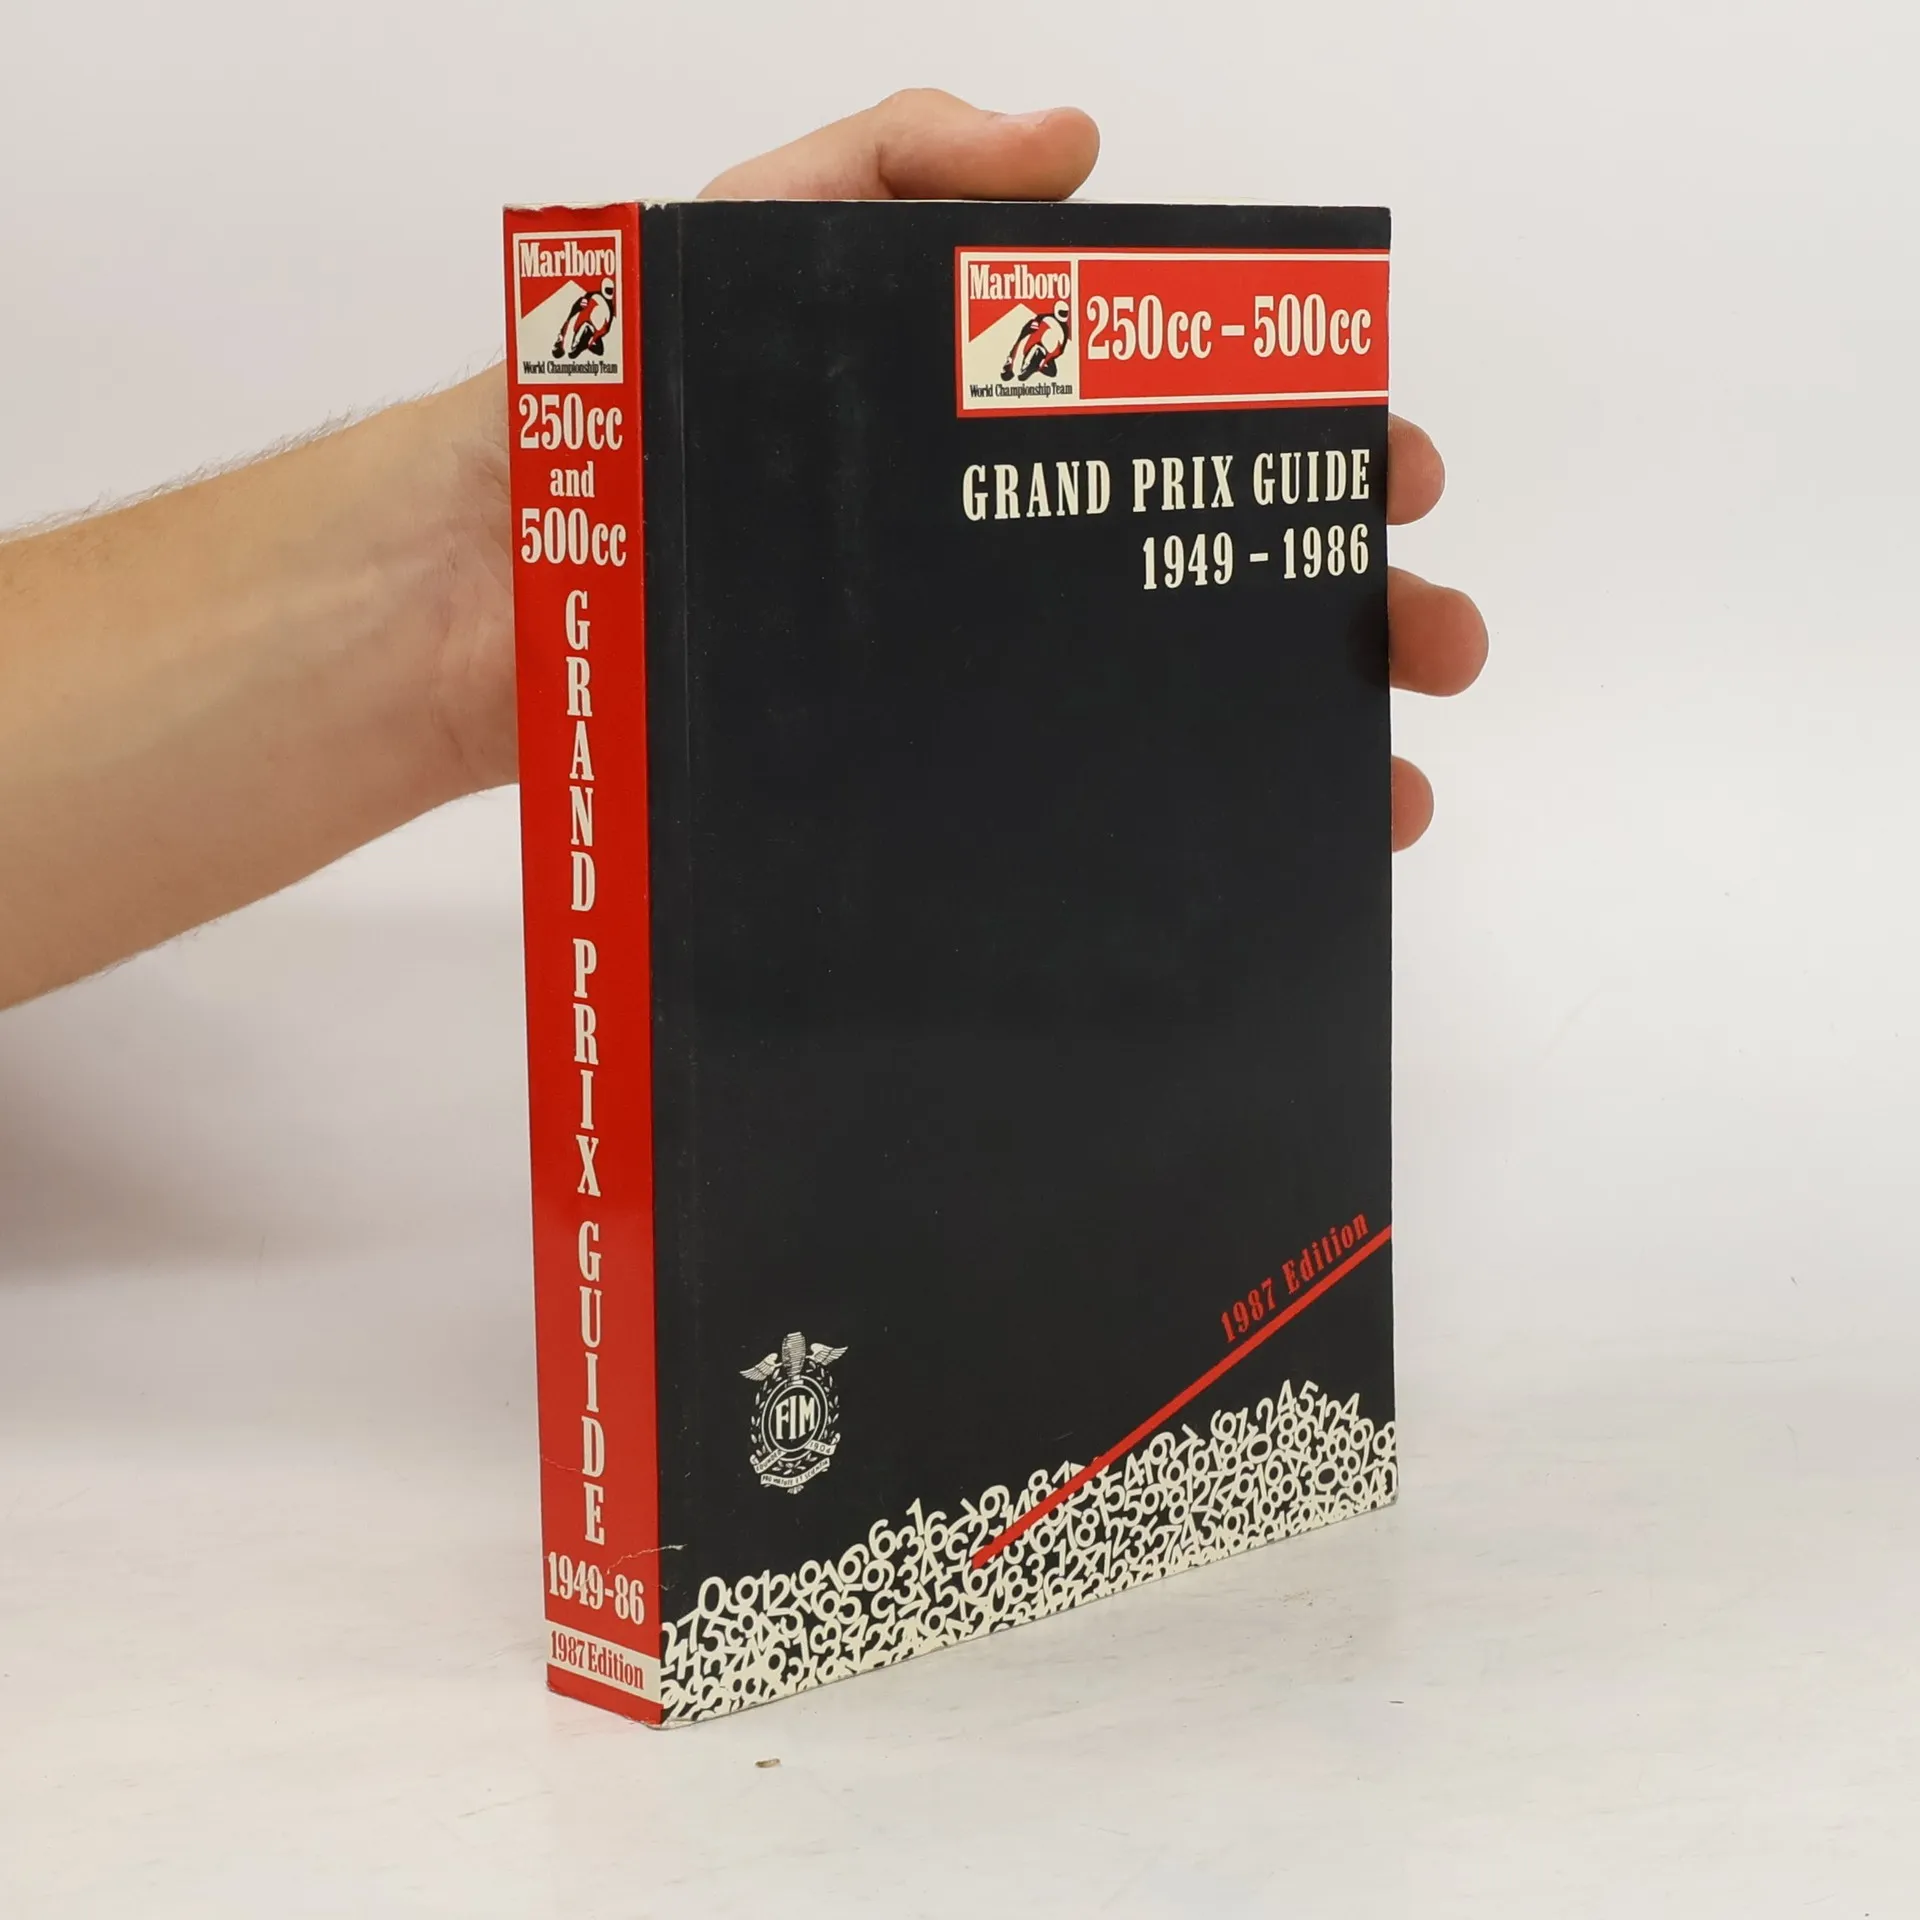 Marlboro
World Championship Team
250cc
and
500cc
GRAND PRIX GUIDE
1949-86
1987 Edition
Marlboro
World Championship Team
250cc - 500cc
GRAND PRIX GUIDE
1949 - 1986
1987 Edition
FIM
1904